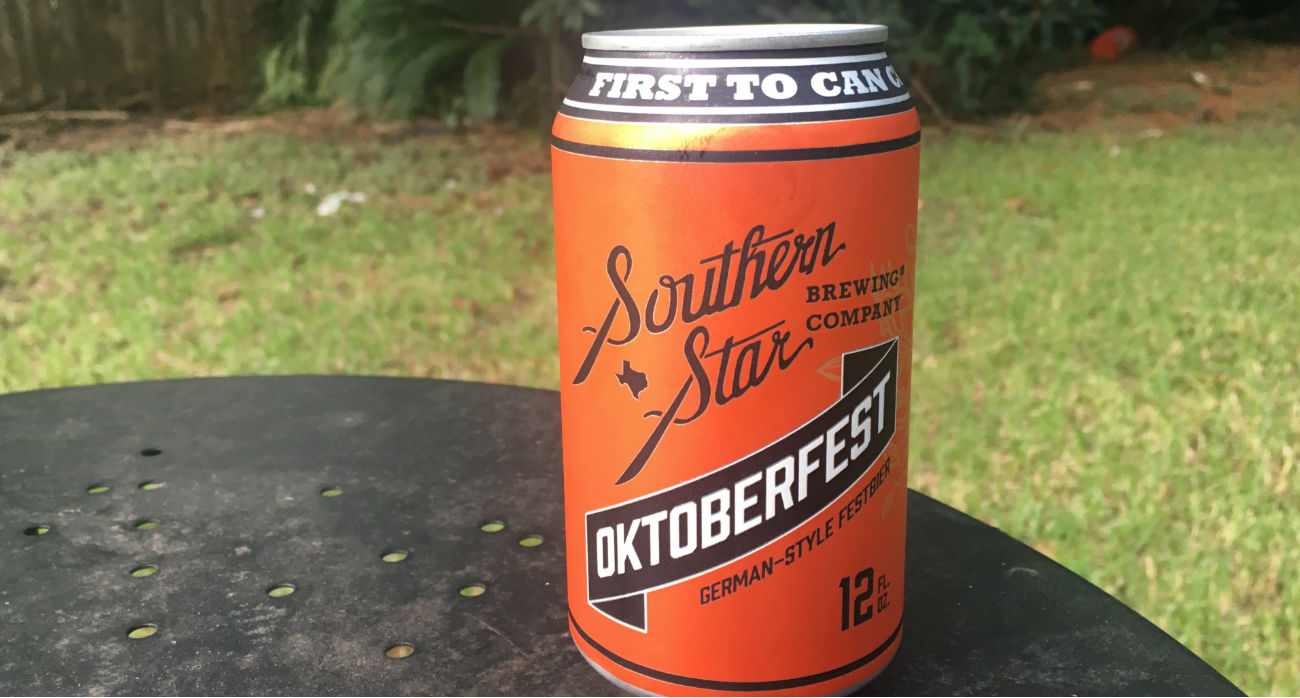 FIRST TO CAN
Southern
Star
BREWING®
COMPANY
OKTOBERFEST
GERMAN-STYLE FESTBIER
12 FL.
OZ.